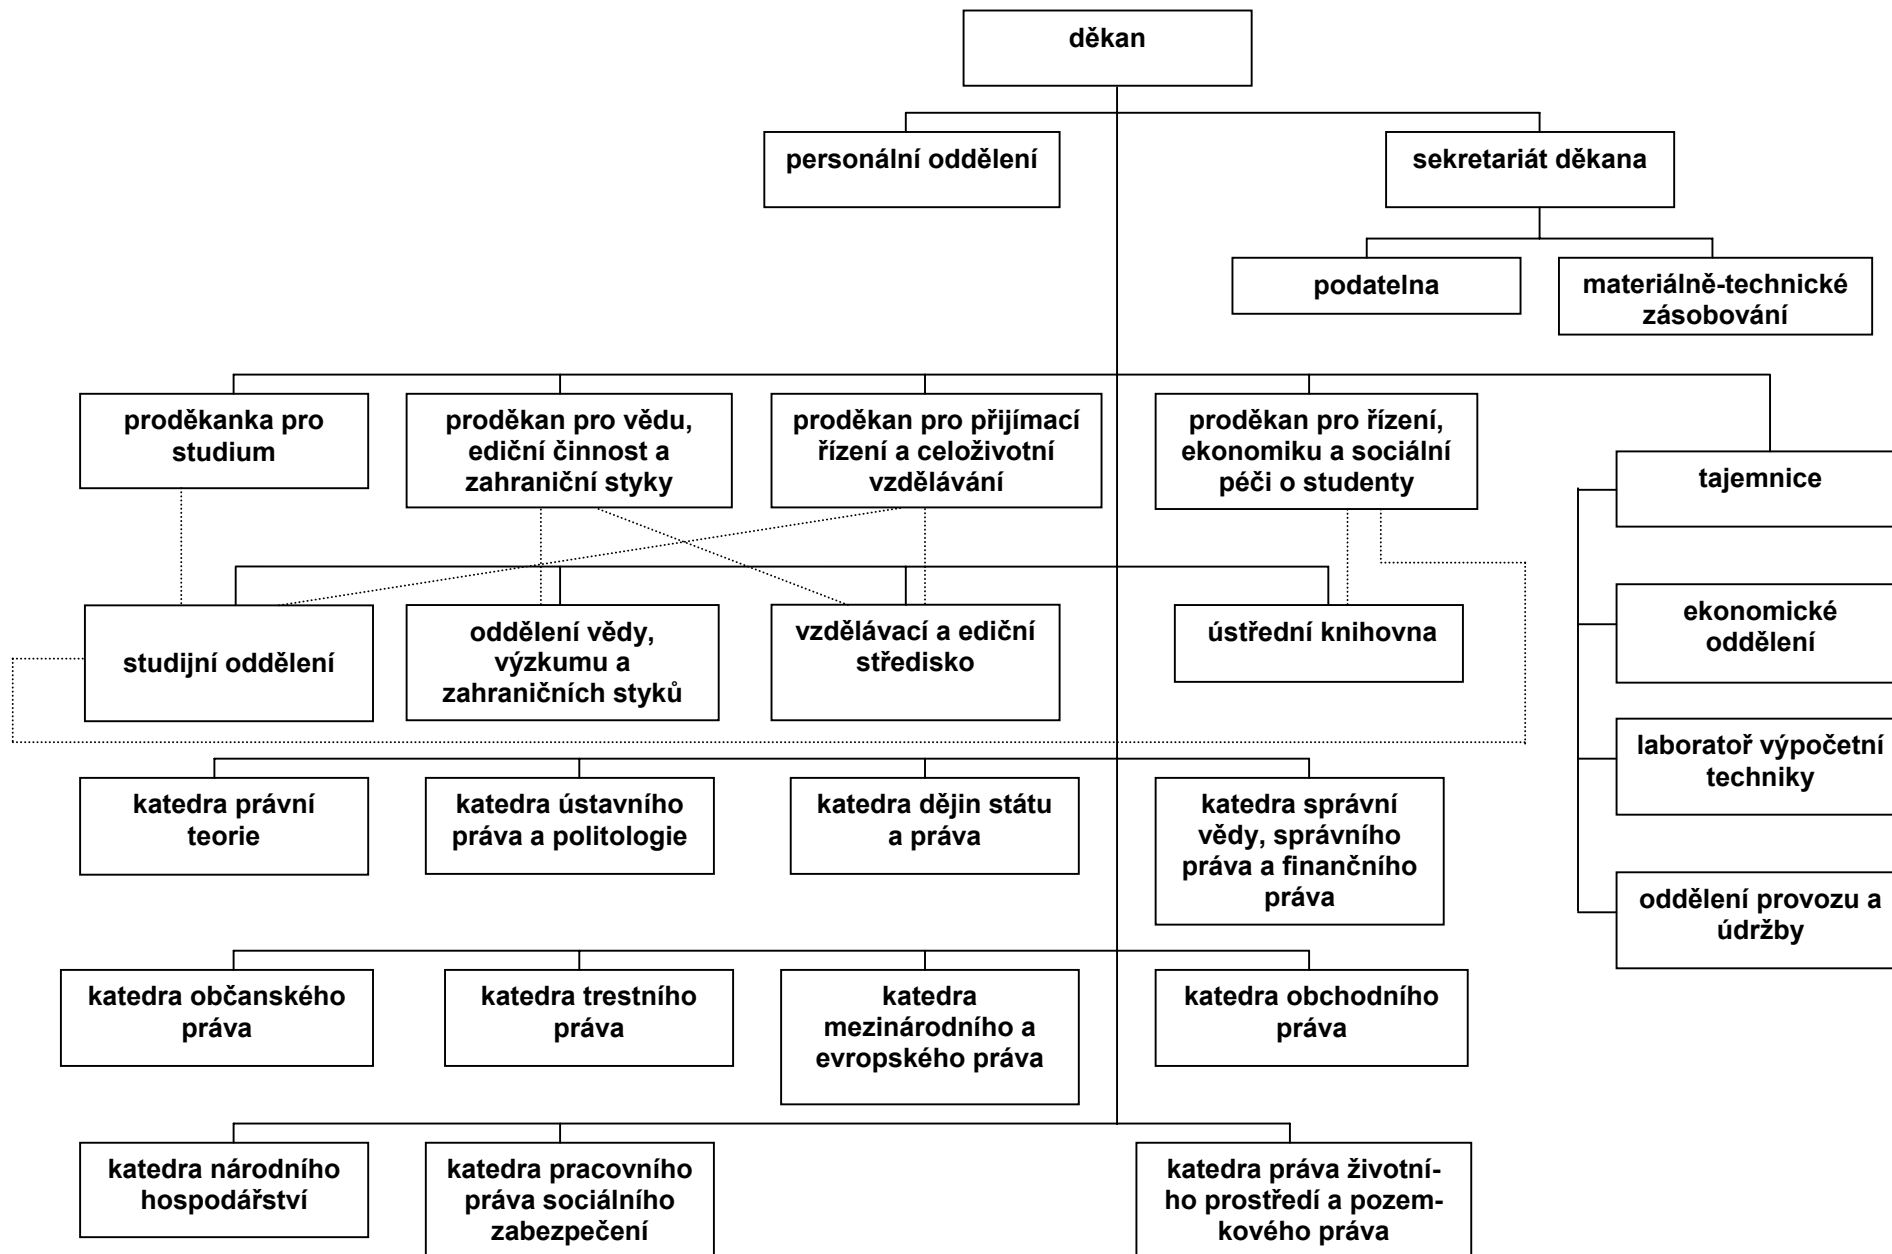 děkan
personální oddělení
sekretariát děkana
podatelna
materiálně-technické
zásobování
proděkanka pro
studium
proděkan pro vědu,
ediční činnost a
zahraniční styky
proděkan pro přijímací
řízení a celoživotní
vzdělávání
proděkan pro řízení,
ekonomiku a sociální
péči o studenty
tajemnice
studijní oddělení
oddělení vědy,
výzkumu a
zahraničních styků
vzdělávací a ediční
středisko
ústřední knihovna
ekonomické
oddělení
laboratoř výpočetní
techniky
katedra právní
teorie
katedra ústavního
práva a politologie
katedra dějin státu
a práva
katedra správní
vědy, správního
práva a finančního
práva
oddělení provozu a
údržby
katedra občanského
práva
katedra trestního
práva
katedra
mezinárodního a
evropského práva
katedra obchodního
práva
katedra národního
hospodářství
katedra pracovního
práva sociálního
zabezpečení
katedra práva životní-
ho prostředí a pozem-
kového práva